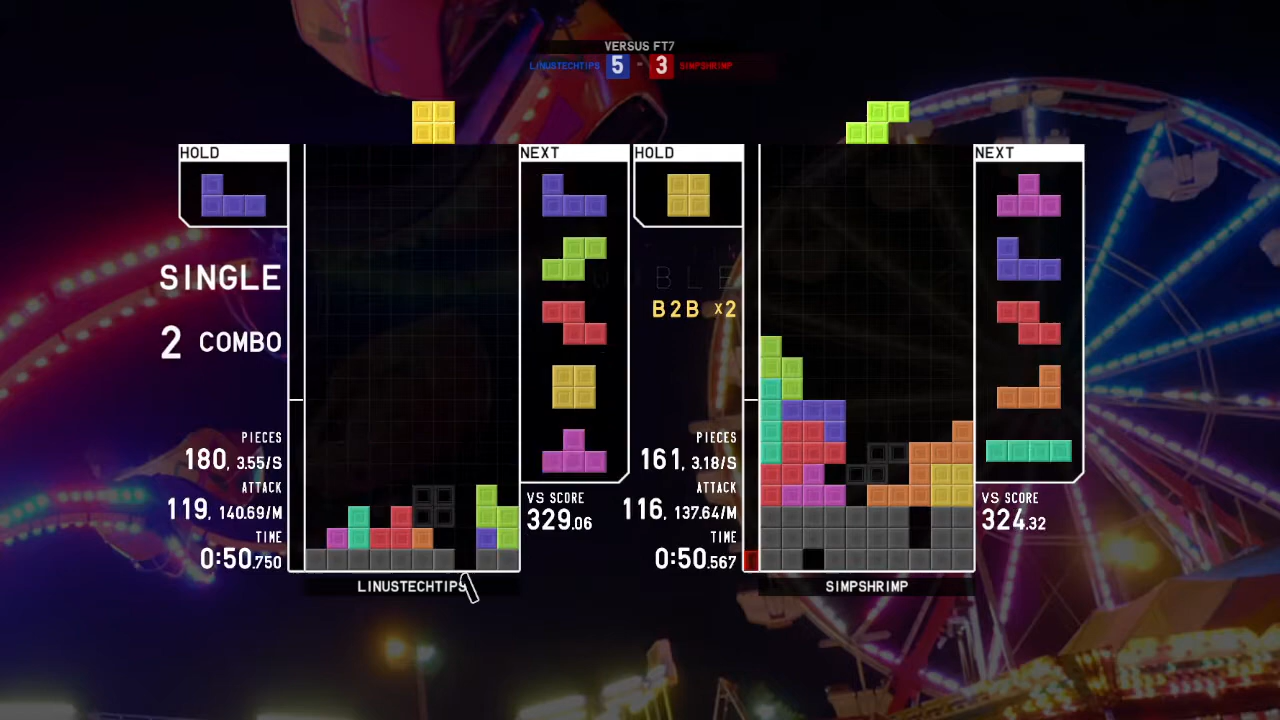 VERSUS FT7
LINUSTECHTIPS 5 - 3 SIMPSHRIMP
HOLD
NEXT
SINGLE
2 COMBO
PIECES
180, 3.55/S
ATTACK
119, 140.69/M
TIME
0:50.750
VS SCORE
329.06
LINUSTECHTIPS
HOLD
NEXT
B2B x2
PIECES
161, 3.18/S
ATTACK
116, 137.64/M
TIME
0:50.567
VS SCORE
324.32
SIMPSHRIMP